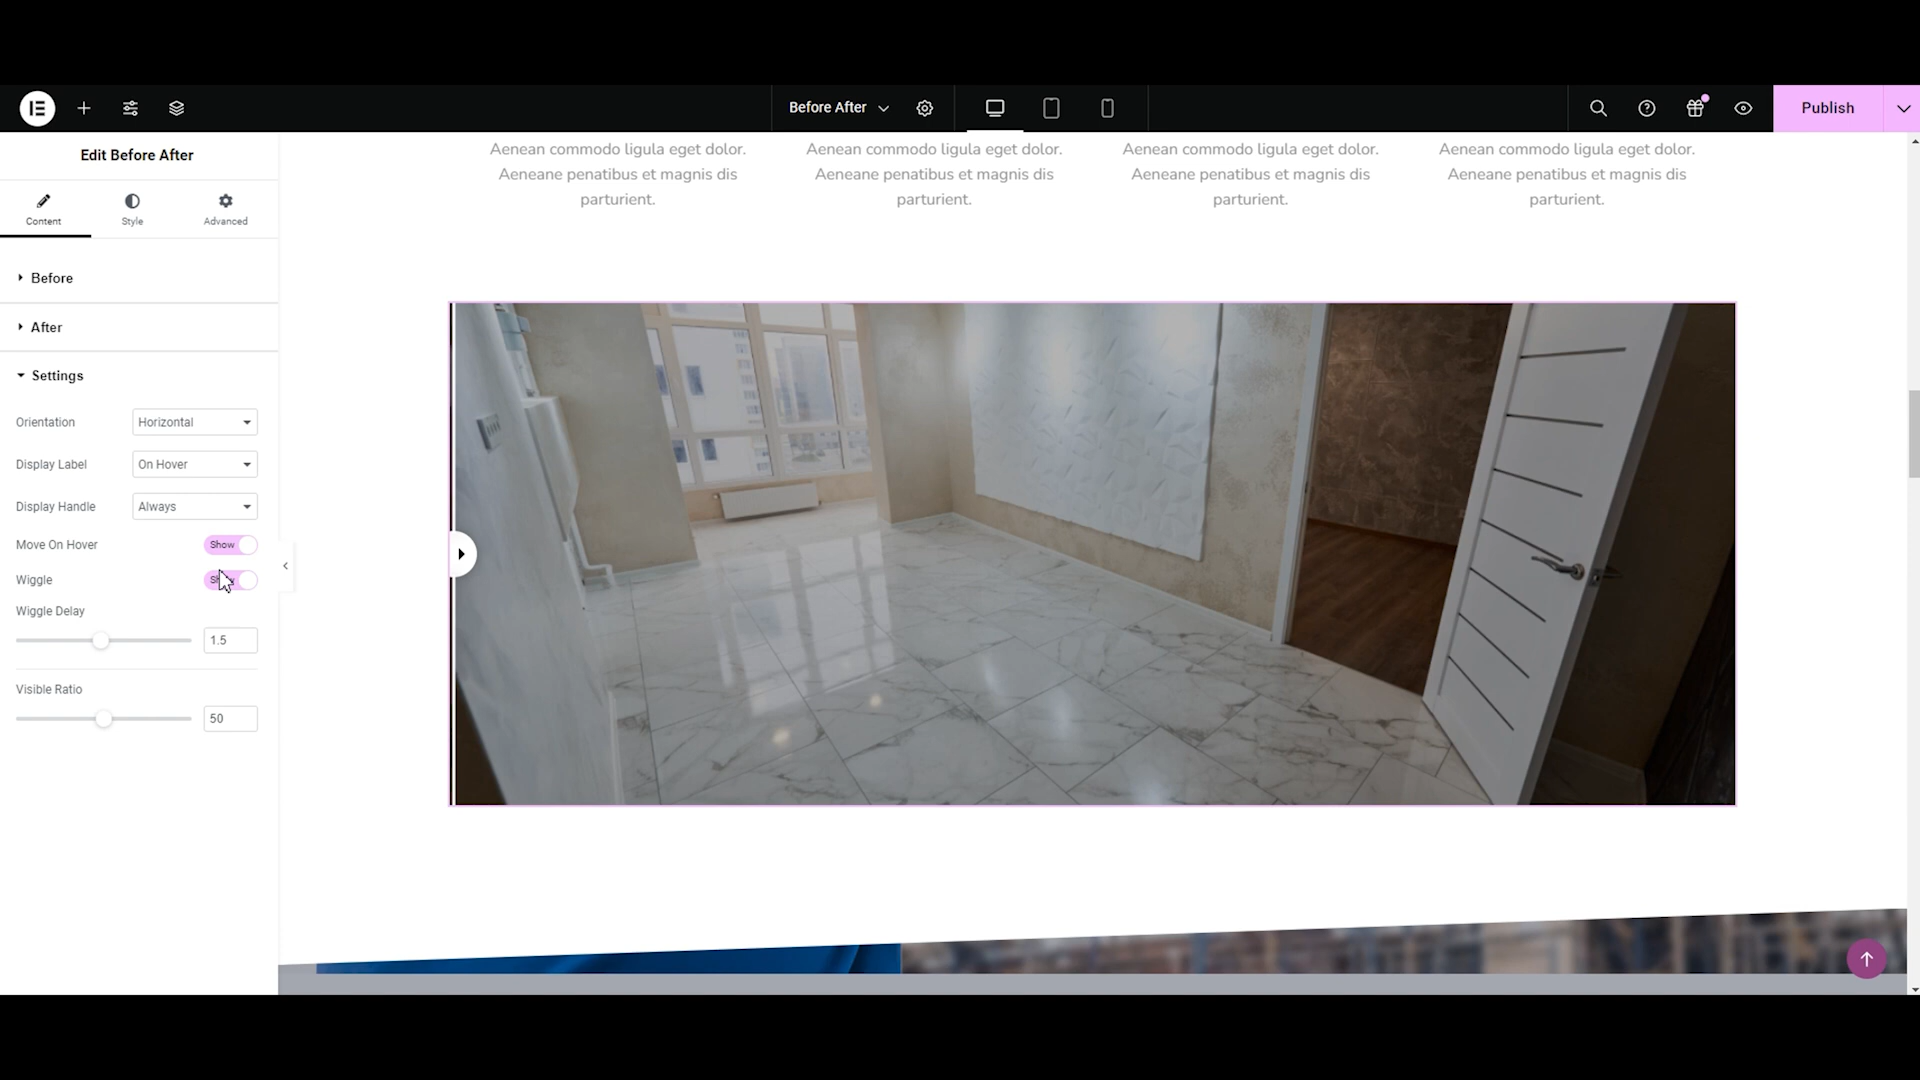 Before After
Publish
Edit Before After
Content
Style
Advanced
Before
After
Settings
Orientation
Horizontal
Display Label
On Hover
Display Handle
Always
Move On Hover
Show
Wiggle
Wiggle Delay
1.5
Visible Ratio
50
Aenean commodo ligula eget dolor.
Aeneane penatibus et magnis dis
parturient.
Aenean commodo ligula eget dolor.
Aeneane penatibus et magnis dis
parturient.
Aenean commodo ligula eget dolor.
Aeneane penatibus et magnis dis
parturient.
Aenean commodo ligula eget dolor.
Aeneane penatibus et magnis dis
parturient.